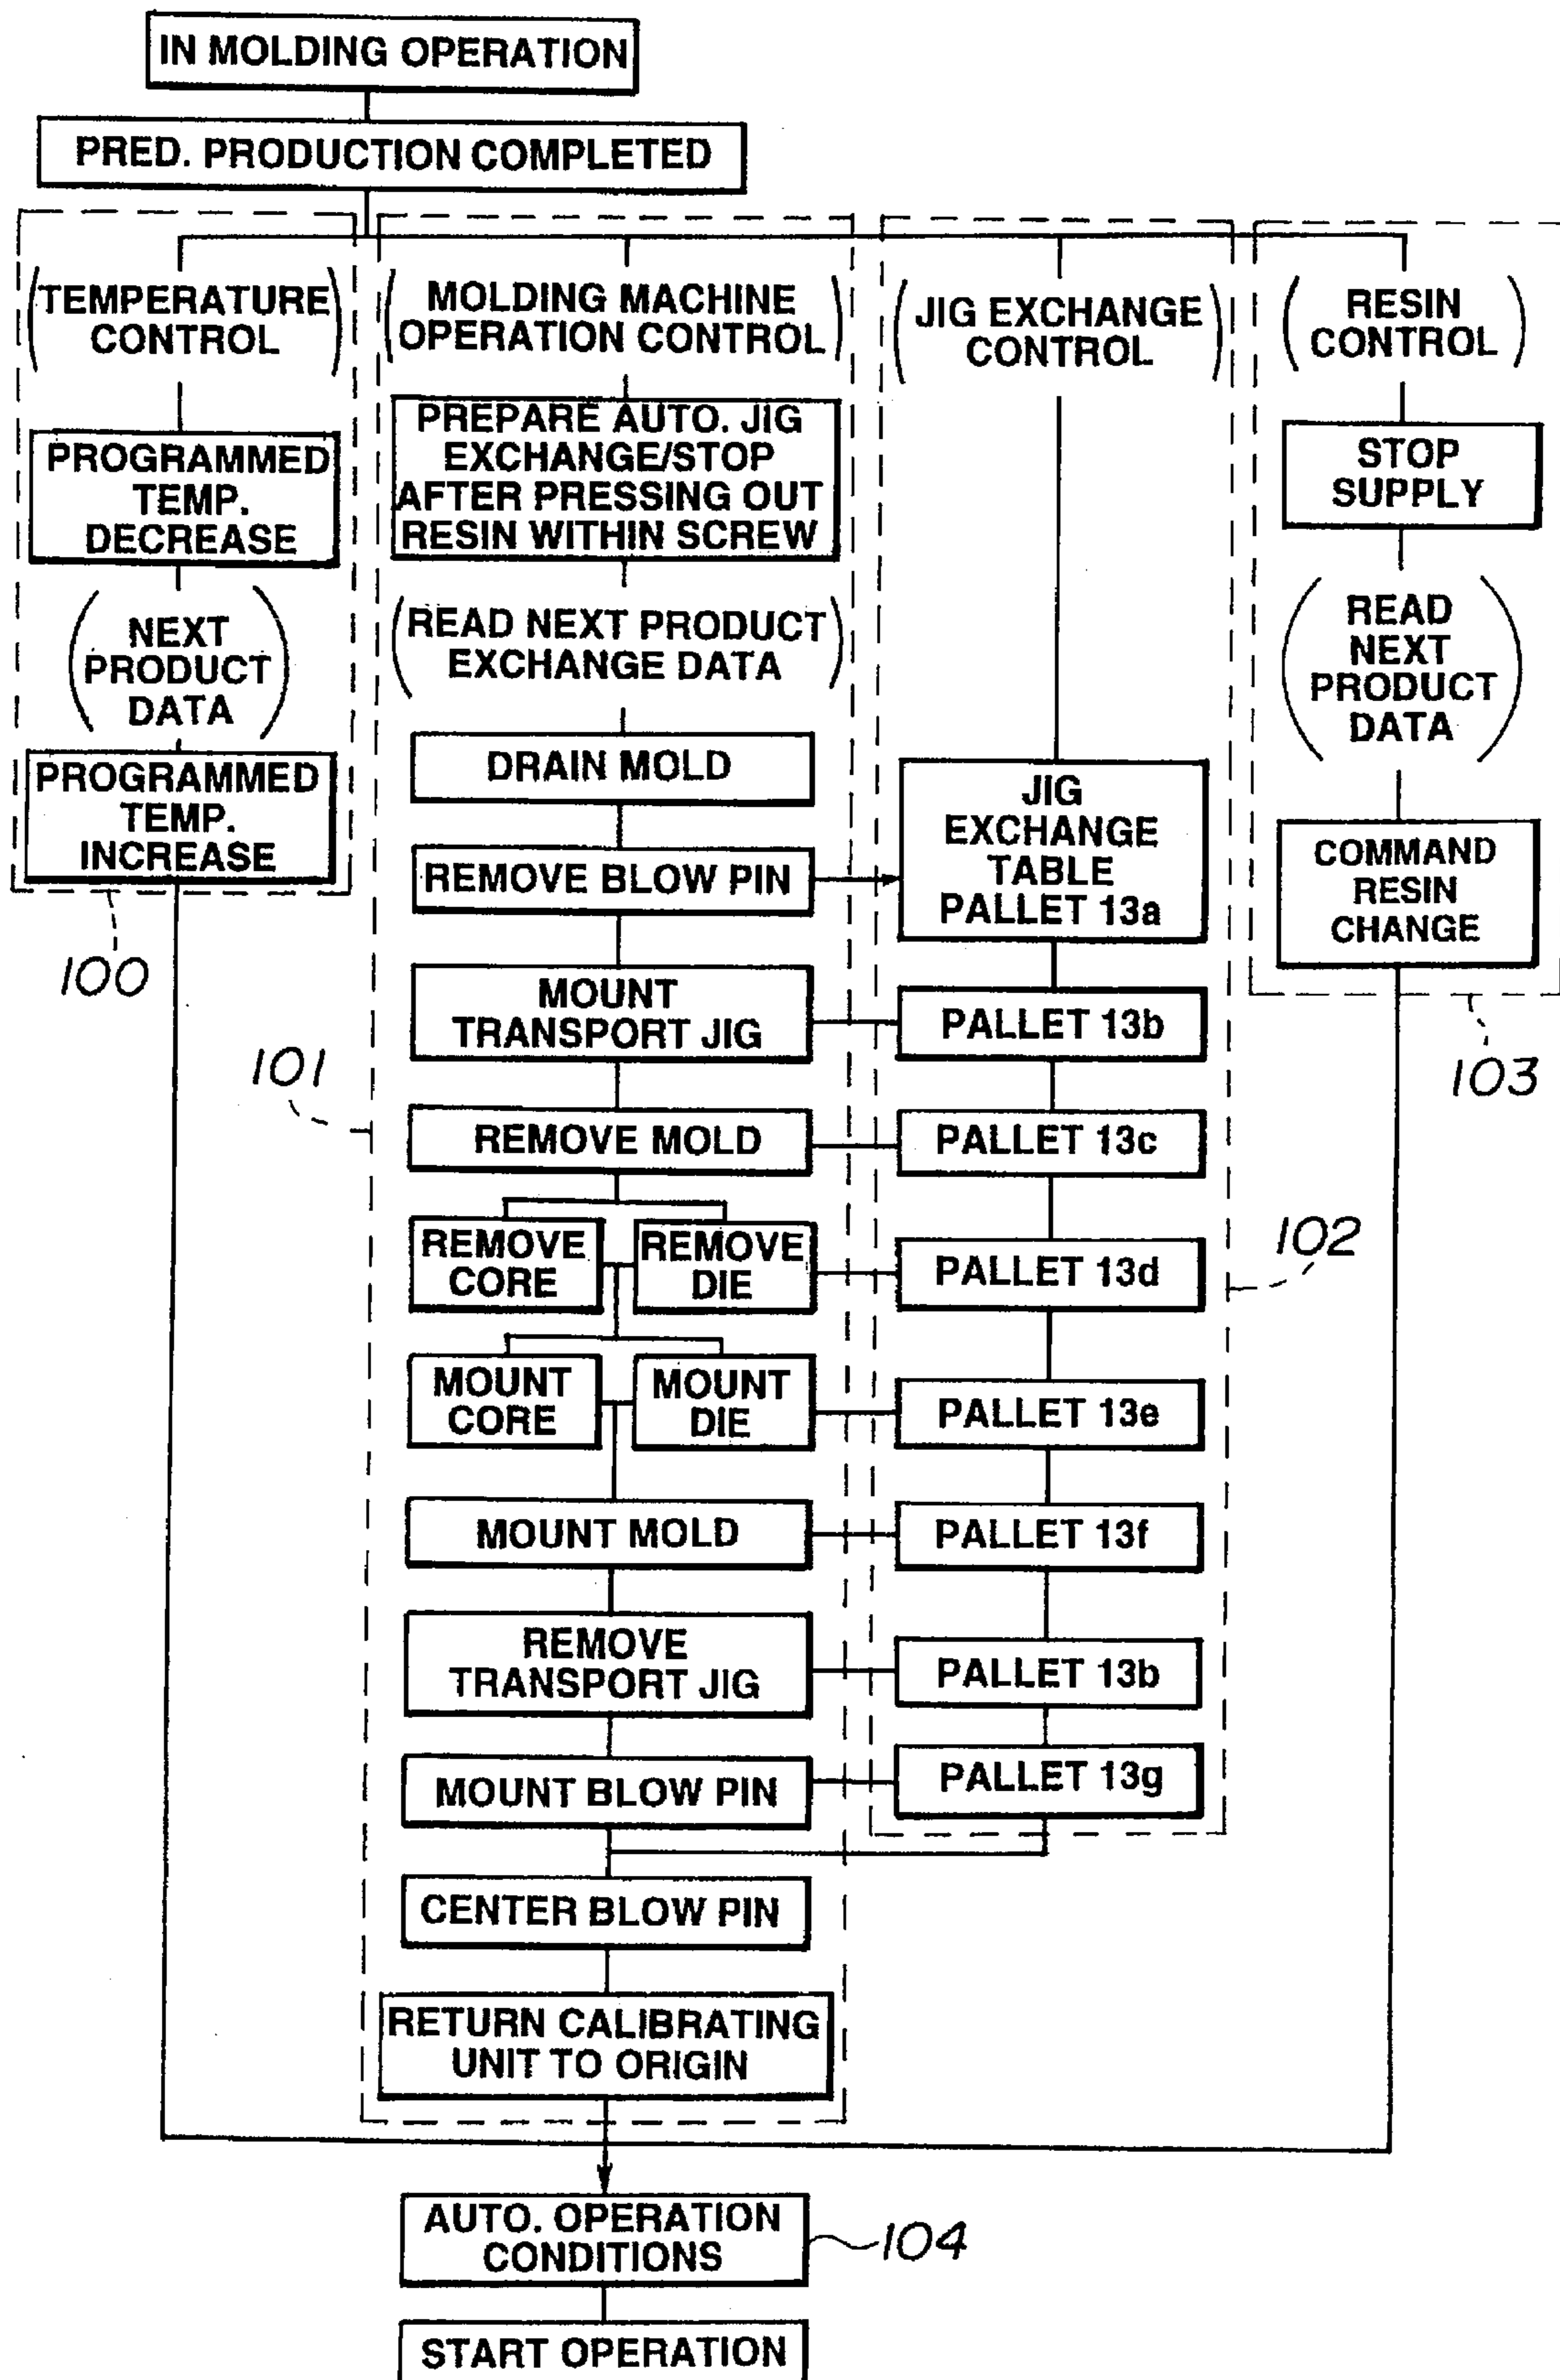 IN MOLDING OPERATION
PRED. PRODUCTION COMPLETED
(TEMPERATURE
CONTROL)
PROGRAMMED
TEMP.
DECREASE
(NEXT
PRODUCT
DATA)
PROGRAMMED
TEMP.
INCREASE
100
(MOLDING MACHINE
OPERATION CONTROL)
PREPARE AUTO. JIG
EXCHANGE/STOP
AFTER PRESSING OUT
RESIN WITHIN SCREW
(READ NEXT PRODUCT
EXCHANGE DATA)
DRAIN MOLD
REMOVE BLOW PIN
MOUNT
TRANSPORT JIG
101
REMOVE MOLD
REMOVE
CORE
REMOVE
DIE
MOUNT
CORE
MOUNT
DIE
MOUNT MOLD
REMOVE
TRANSPORT JIG
MOUNT BLOW PIN
CENTER BLOW PIN
RETURN CALIBRATING
UNIT TO ORIGIN
(JIG EXCHANGE
CONTROL)
JIG
EXCHANGE
TABLE
PALLET 13a
PALLET 13b
PALLET 13c
PALLET 13d
102
PALLET 13e
PALLET 13f
PALLET 13b
PALLET 13g
(RESIN
CONTROL)
STOP
SUPPLY
(READ
NEXT
PRODUCT
DATA)
COMMAND
RESIN
CHANGE
103
AUTO. OPERATION
CONDITIONS
104
START OPERATION